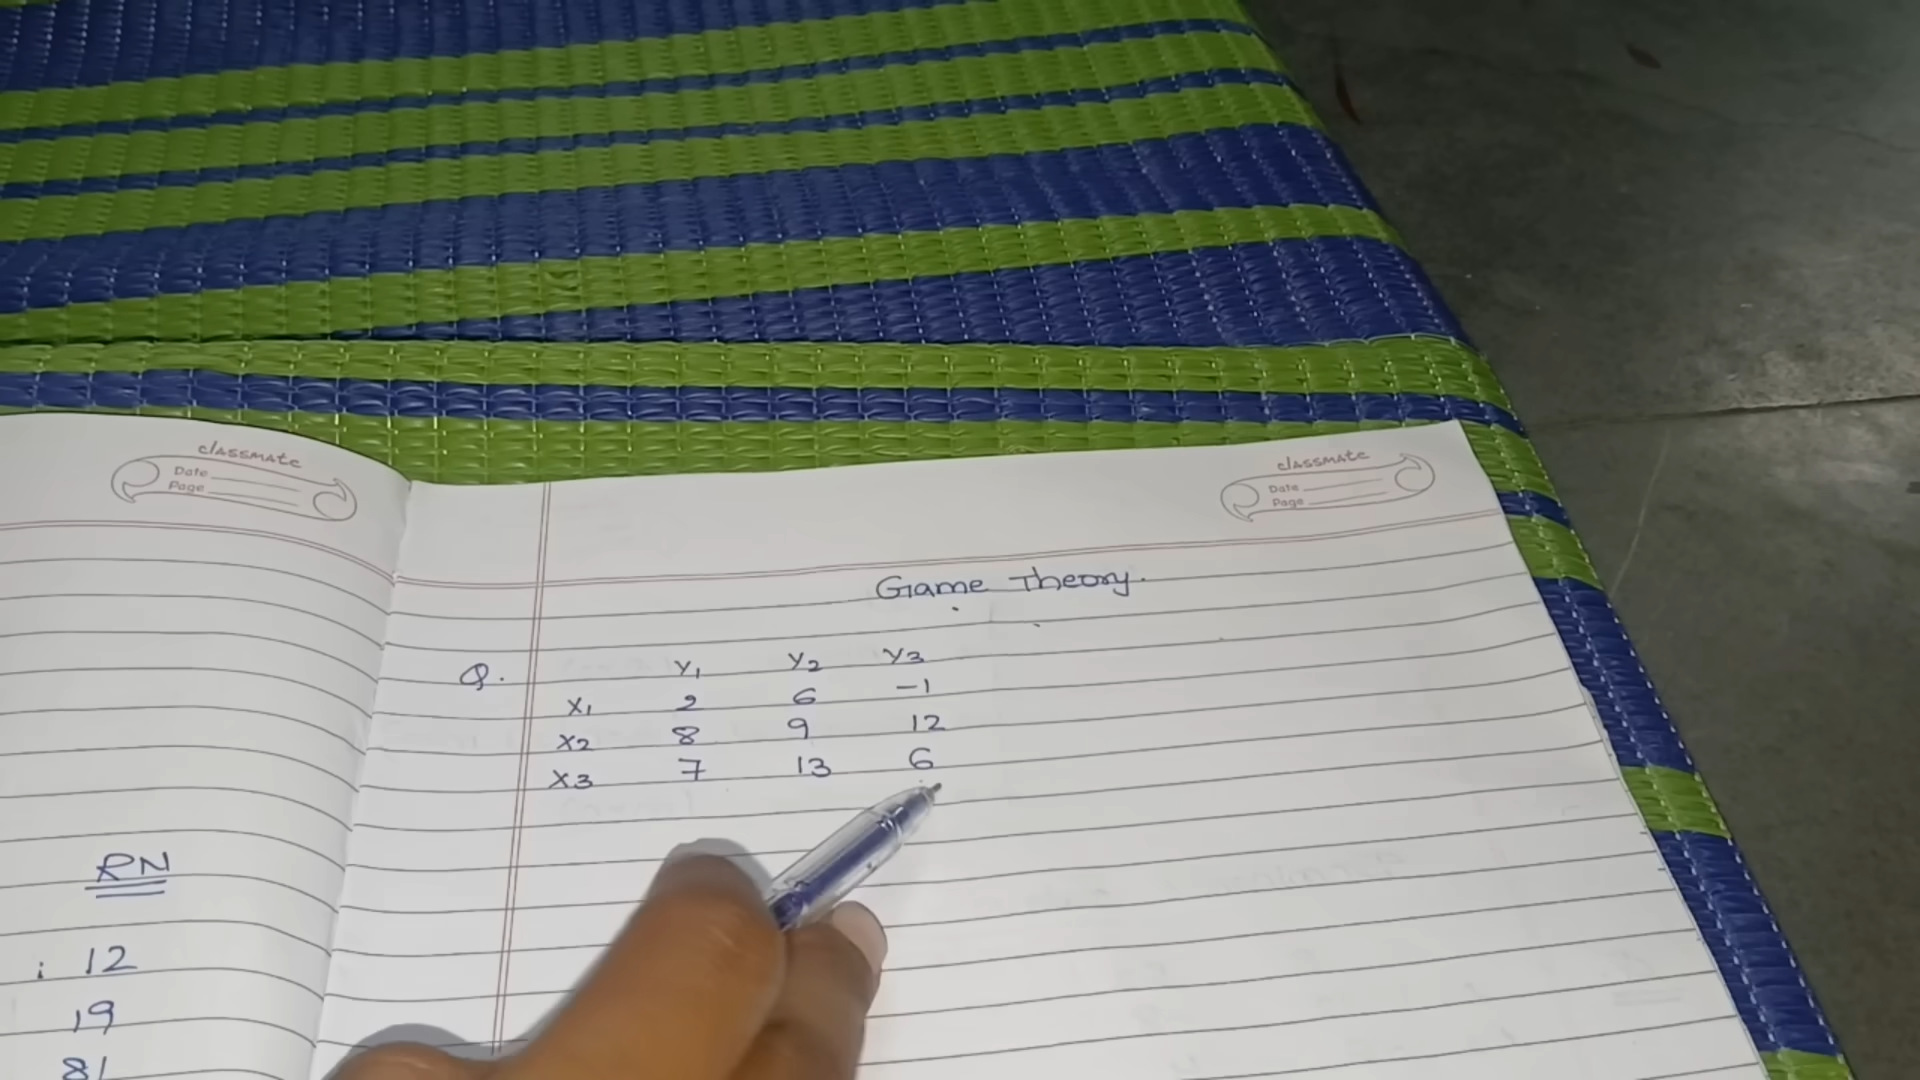 classmate
Date
Page
RN
; 12
19
81
classmate
Date
Page
Game Theory.
Q. Y1 Y2 Y3
X1 2 6 -1
X2 8 9 12
X3 7 13 6